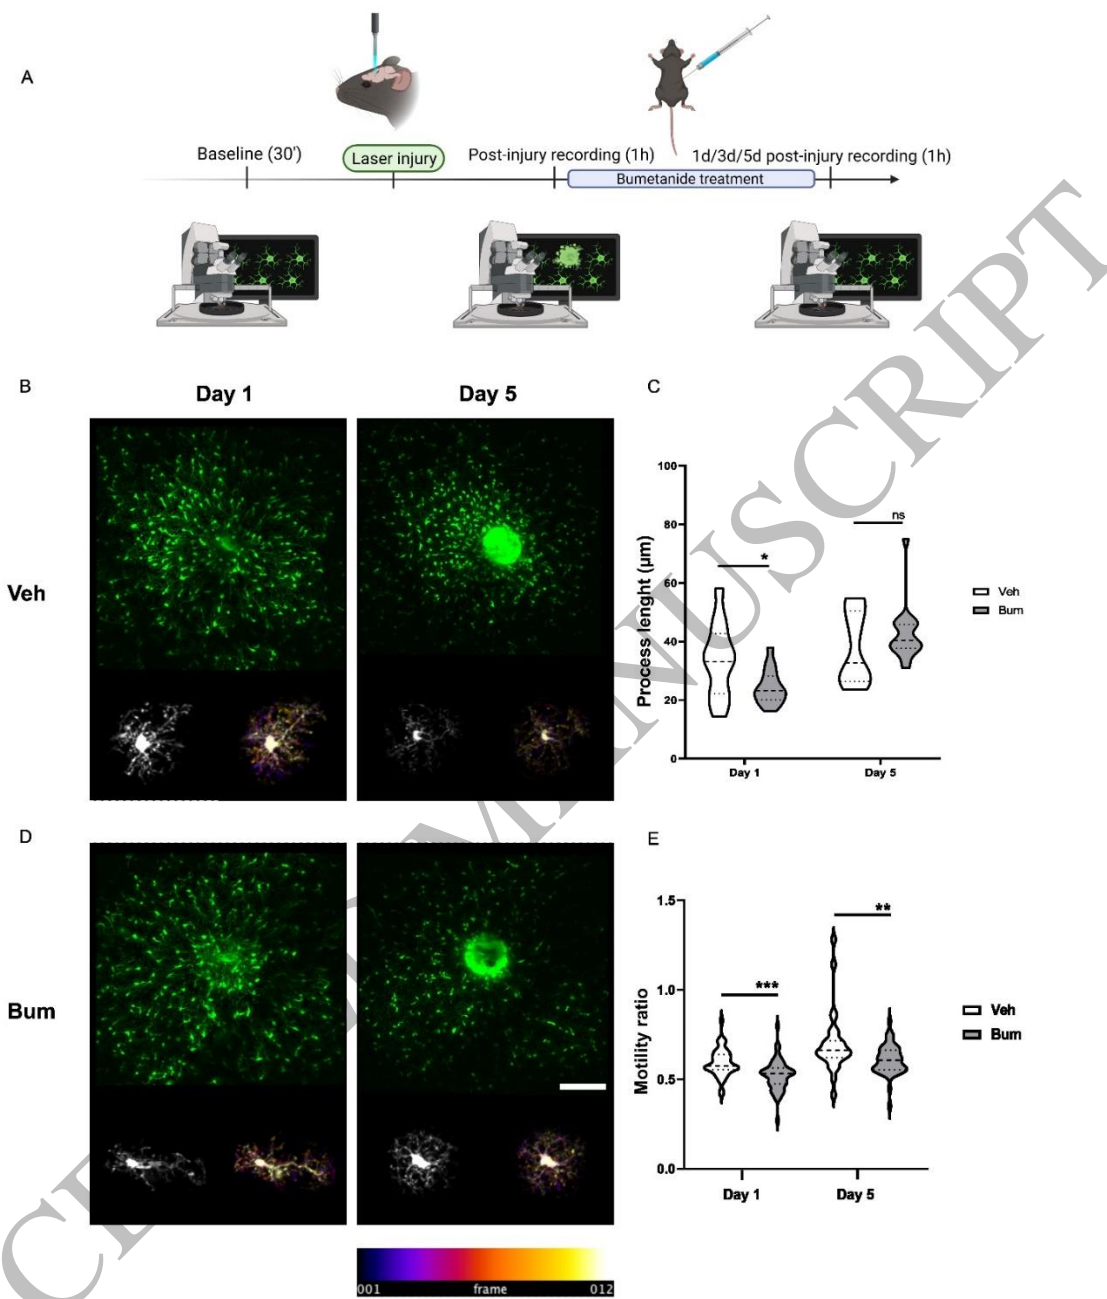 A
Baseline (30')
Laser injury
Post-injury recording (1h)
1d/3d/5d post-injury recording (1h)
Bumetanide treatment
B
Day 1
Day 5
Veh
C
Process lenght (µm)
100
80
60
40
20
0
*
ns
Day 1
Day 5
Veh
Bum
D
Bum
001
frame
012
E
Motility ratio
1.5
1.0
0.5
0.0
***
**
Day 1
Day 5
Veh
Bum
MANUSCRIPT